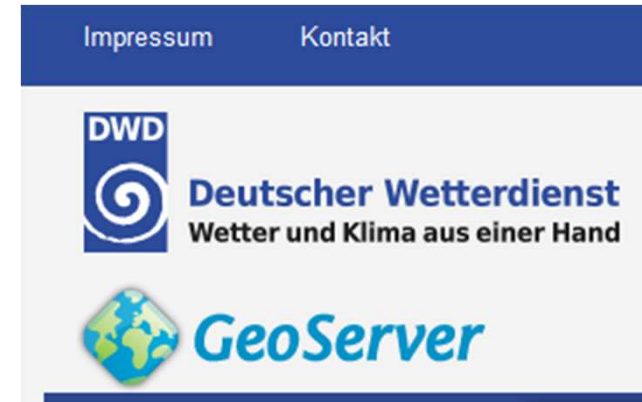 Impressum Kontakt
DWD
Deutscher Wetterdienst
Wetter und Klima aus einer Hand
GeoServer